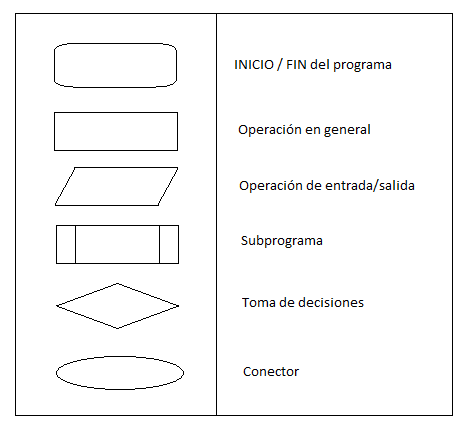 INICIO / FIN del programa
Operación en general
Operación de entrada/salida
Subprograma
Toma de decisiones
Conector